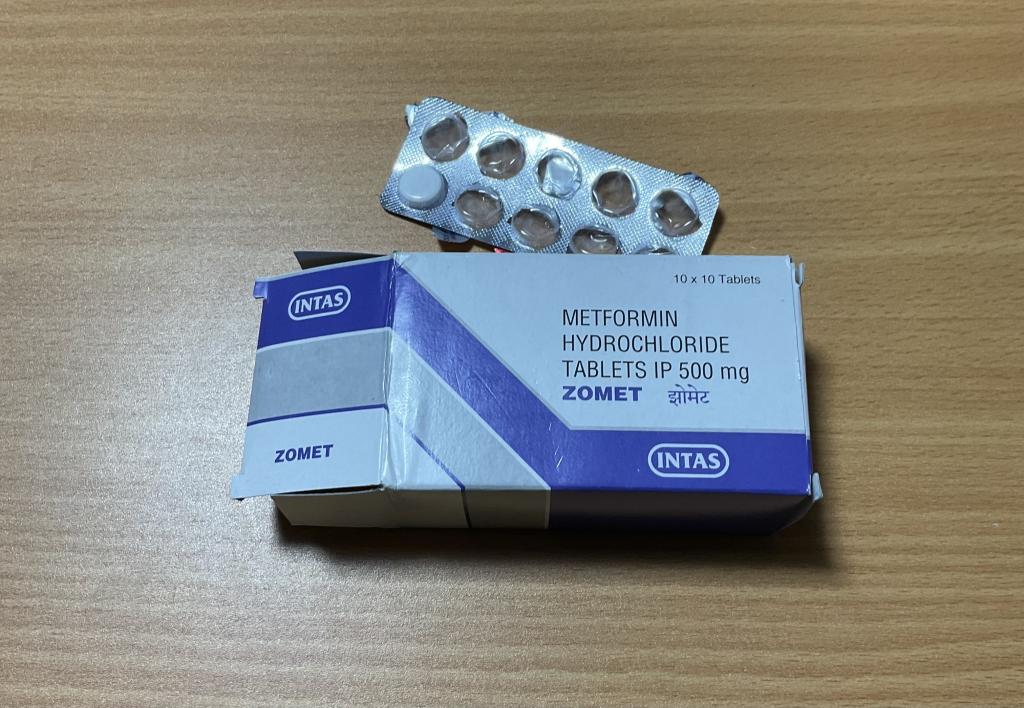 INTAS
ZOMET
10 x 10 Tablets
METFORMIN
HYDROCHLORIDE
TABLETS IP 500 mg
ZOMET झोमेट
INTAS